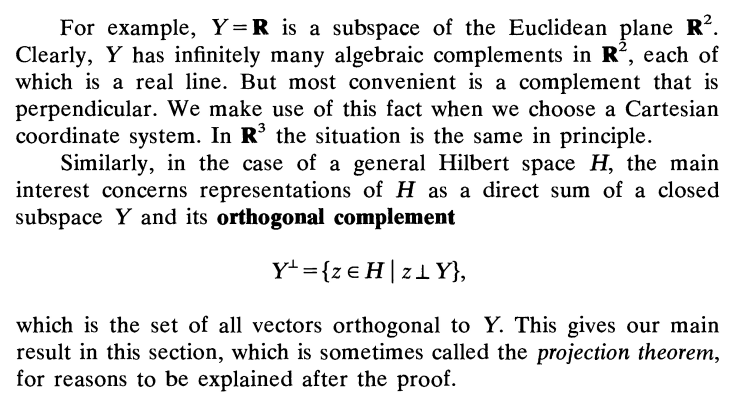 For example, Y = R is a subspace of the Euclidean plane R².
Clearly, Y has infinitely many algebraic complements in R², each of
which is a real line. But most convenient is a complement that is
perpendicular. We make use of this fact when we choose a Cartesian
coordinate system. In R³ the situation is the same in principle.
Similarly, in the case of a general Hilbert space H, the main
interest concerns representations of H as a direct sum of a closed
subspace Y and its orthogonal complement
Y⊥ = {z ∈ H | z ⊥ Y},
which is the set of all vectors orthogonal to Y. This gives our main
result in this section, which is sometimes called the projection theorem,
for reasons to be explained after the proof.